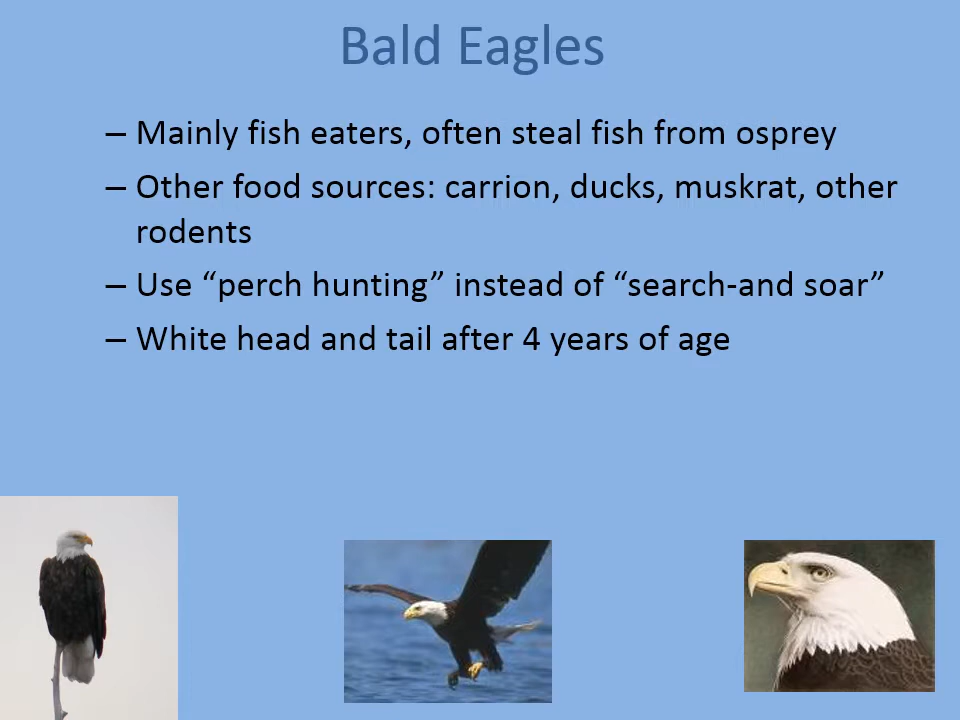 Bald Eagles
– Mainly fish eaters, often steal fish from osprey
– Other food sources: carrion, ducks, muskrat, other
rodents
– Use “perch hunting” instead of “search-and soar”
– White head and tail after 4 years of age